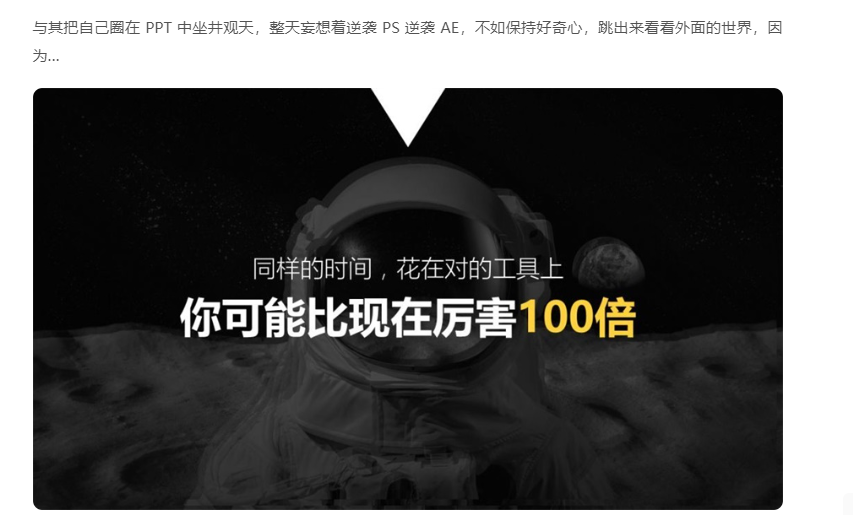 与其把自己圈在 PPT 中坐井观天，整天妄想着逆袭 PS 逆袭 AE，不如保持好奇心，跳出来看看外面的世界，因
为...
同样的时间，花在对的工具上
你可能比现在厉害100倍